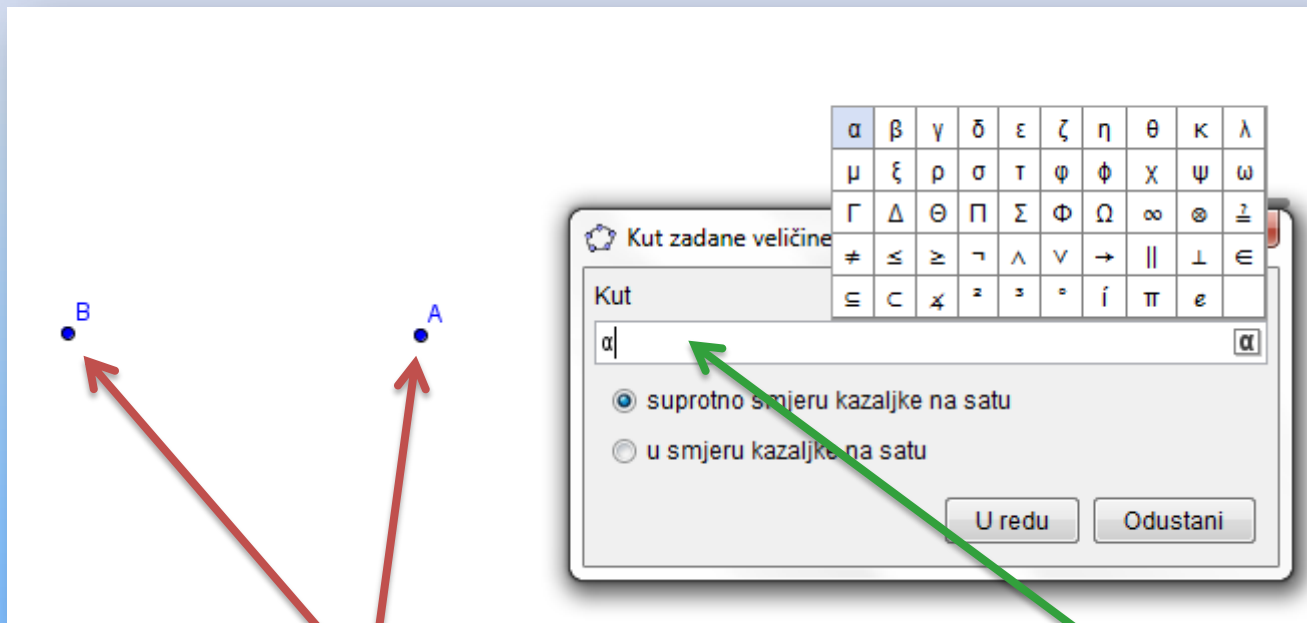 α β γ δ ε ζ η θ κ λ
μ ξ ρ σ τ φ ϕ χ ψ ω
Γ Δ Θ Π Σ Φ Ω ∞ ⊗ ≟
Kut zadane veličine
≠ ≤ ≥ ¬ ∧ ∨ → ∥ ⊥ ∈
Kut
⊆ ⊂ ∡ ² ³ ° í π ℯ
B
A
α
α
suprotno smjeru kazaljke na satu
u smjeru kazaljke na satu
U redu
Odustani